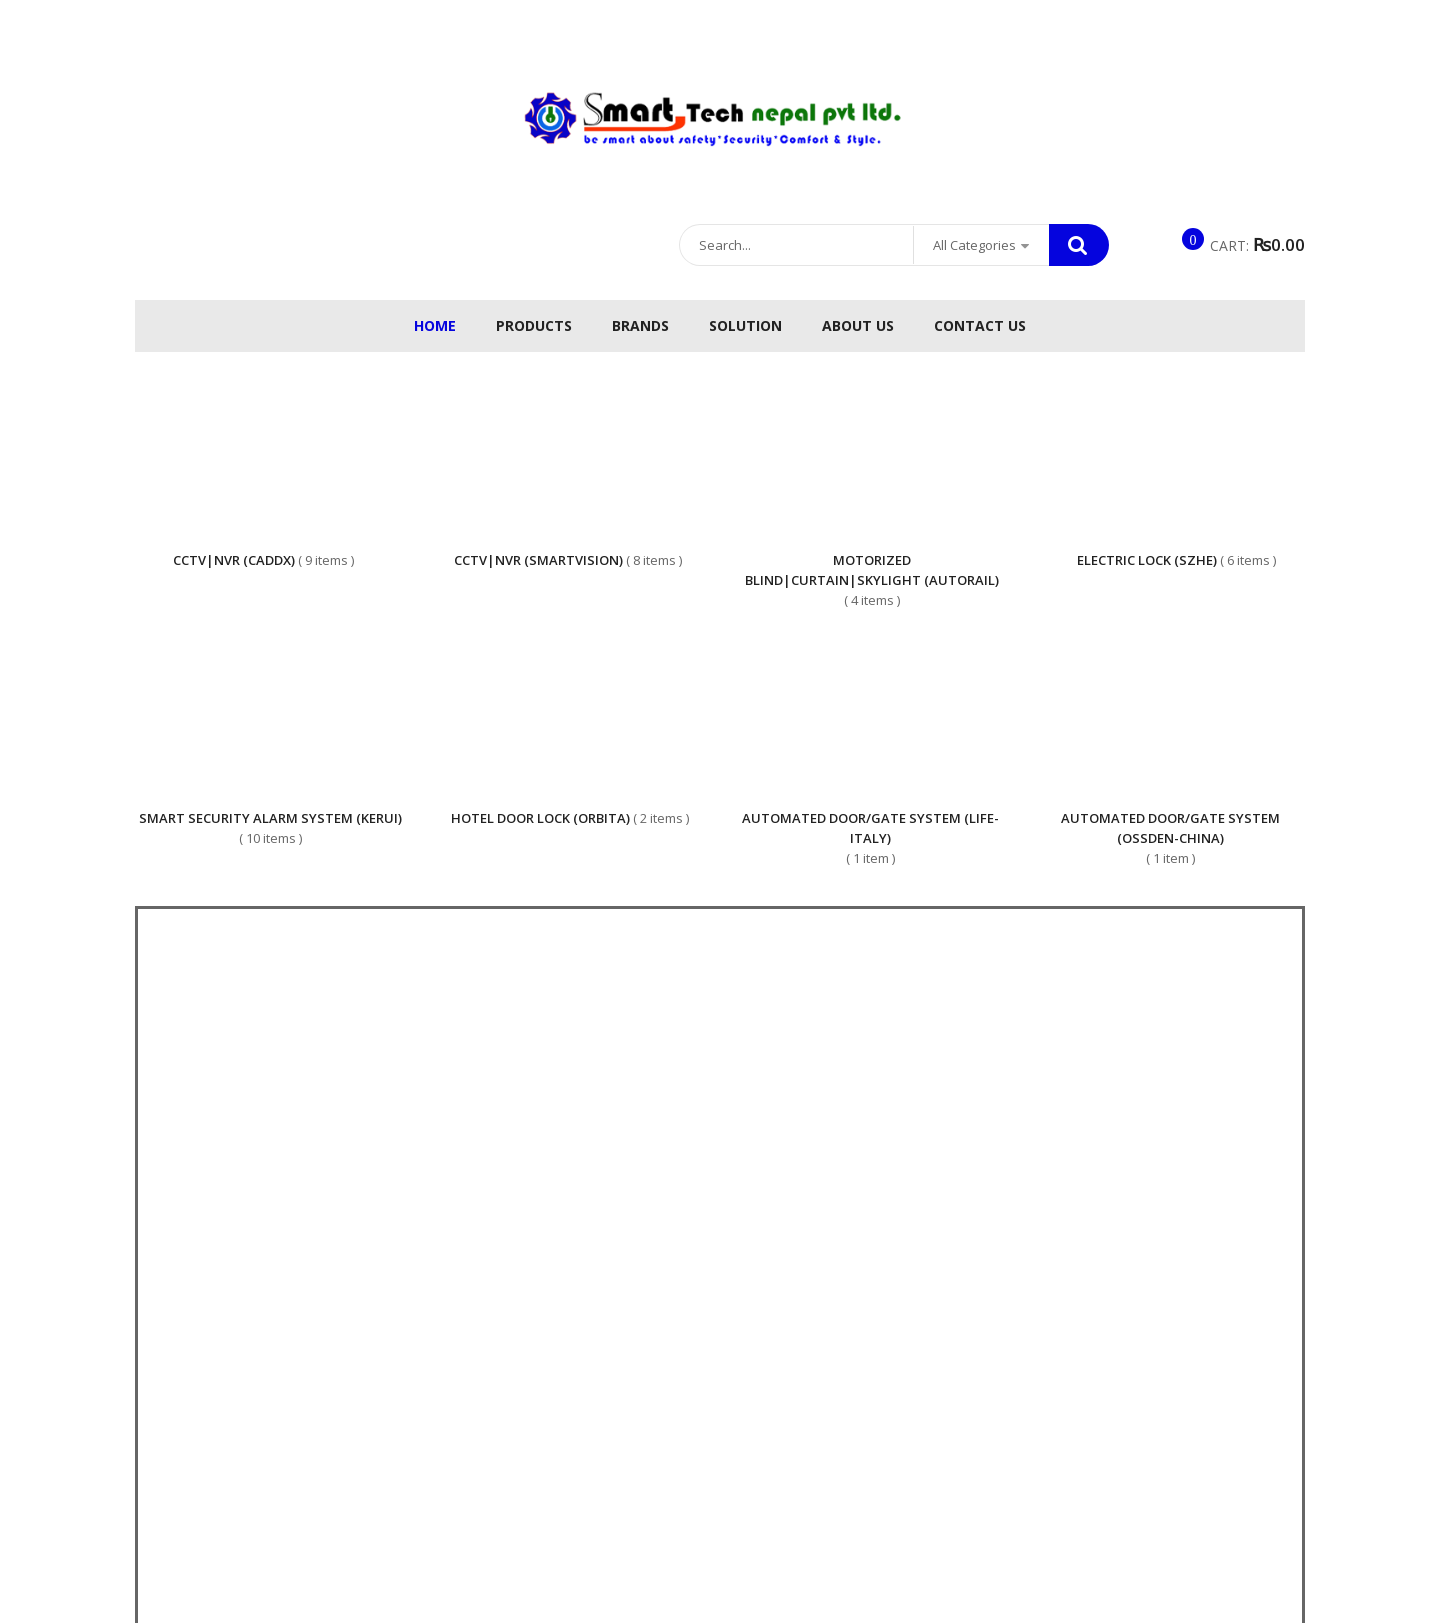 Smart Tech nepal pvt ltd.
be smart about safety*Security*Comfort & Style.
Search...
All Categories
0
CART: ₨0.00
HOME
PRODUCTS
BRANDS
SOLUTION
ABOUT US
CONTACT US
CCTV|NVR (CADDX) ( 9 items )
CCTV|NVR (SMARTVISION) ( 8 items )
MOTORIZED
BLIND|CURTAIN|SKYLIGHT (AUTORAIL)
( 4 items )
ELECTRIC LOCK (SZHE) ( 6 items )
SMART SECURITY ALARM SYSTEM (KERUI)
( 10 items )
HOTEL DOOR LOCK (ORBITA) ( 2 items )
AUTOMATED DOOR/GATE SYSTEM (LIFE-
ITALY)
( 1 item )
AUTOMATED DOOR/GATE SYSTEM
(OSSDEN-CHINA)
( 1 item )